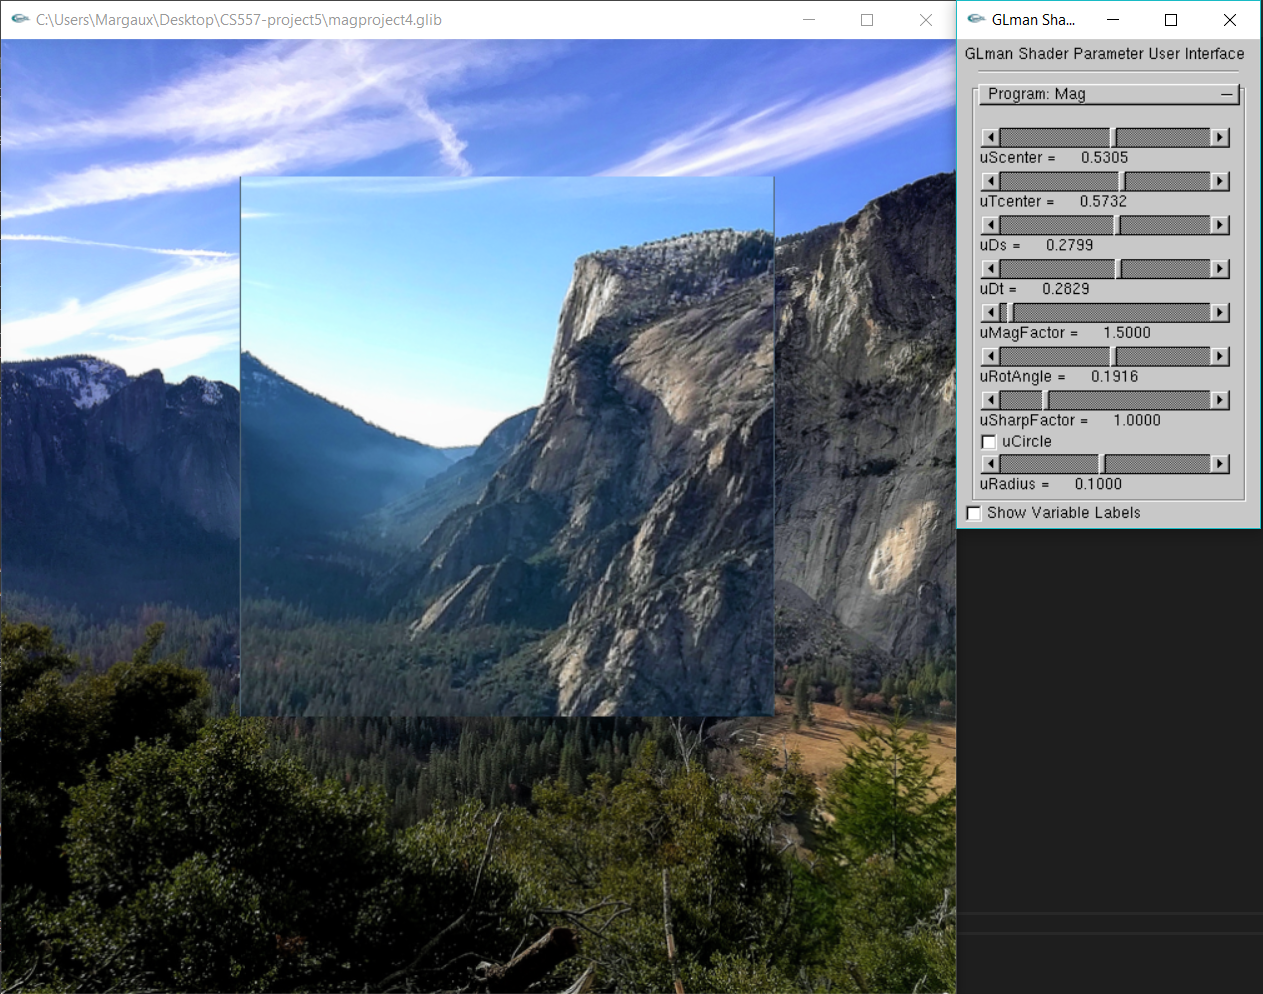 C:\Users\Margaux\Desktop\CS557-project5\magproject4.glib
GLman Sha...
GLman Shader Parameter User Interface
Program: Mag
uScenter = 0.5305
uTcenter = 0.5732
uDs = 0.2799
uDt = 0.2829
uMagFactor = 1.5000
uRotAngle = 0.1916
uSharpFactor = 1.0000
uCircle
uRadius = 0.1000
Show Variable Labels